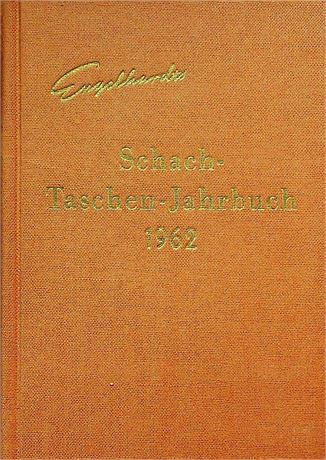 Engelhardts
Schach-
Taschen-Jahrbuch
1962